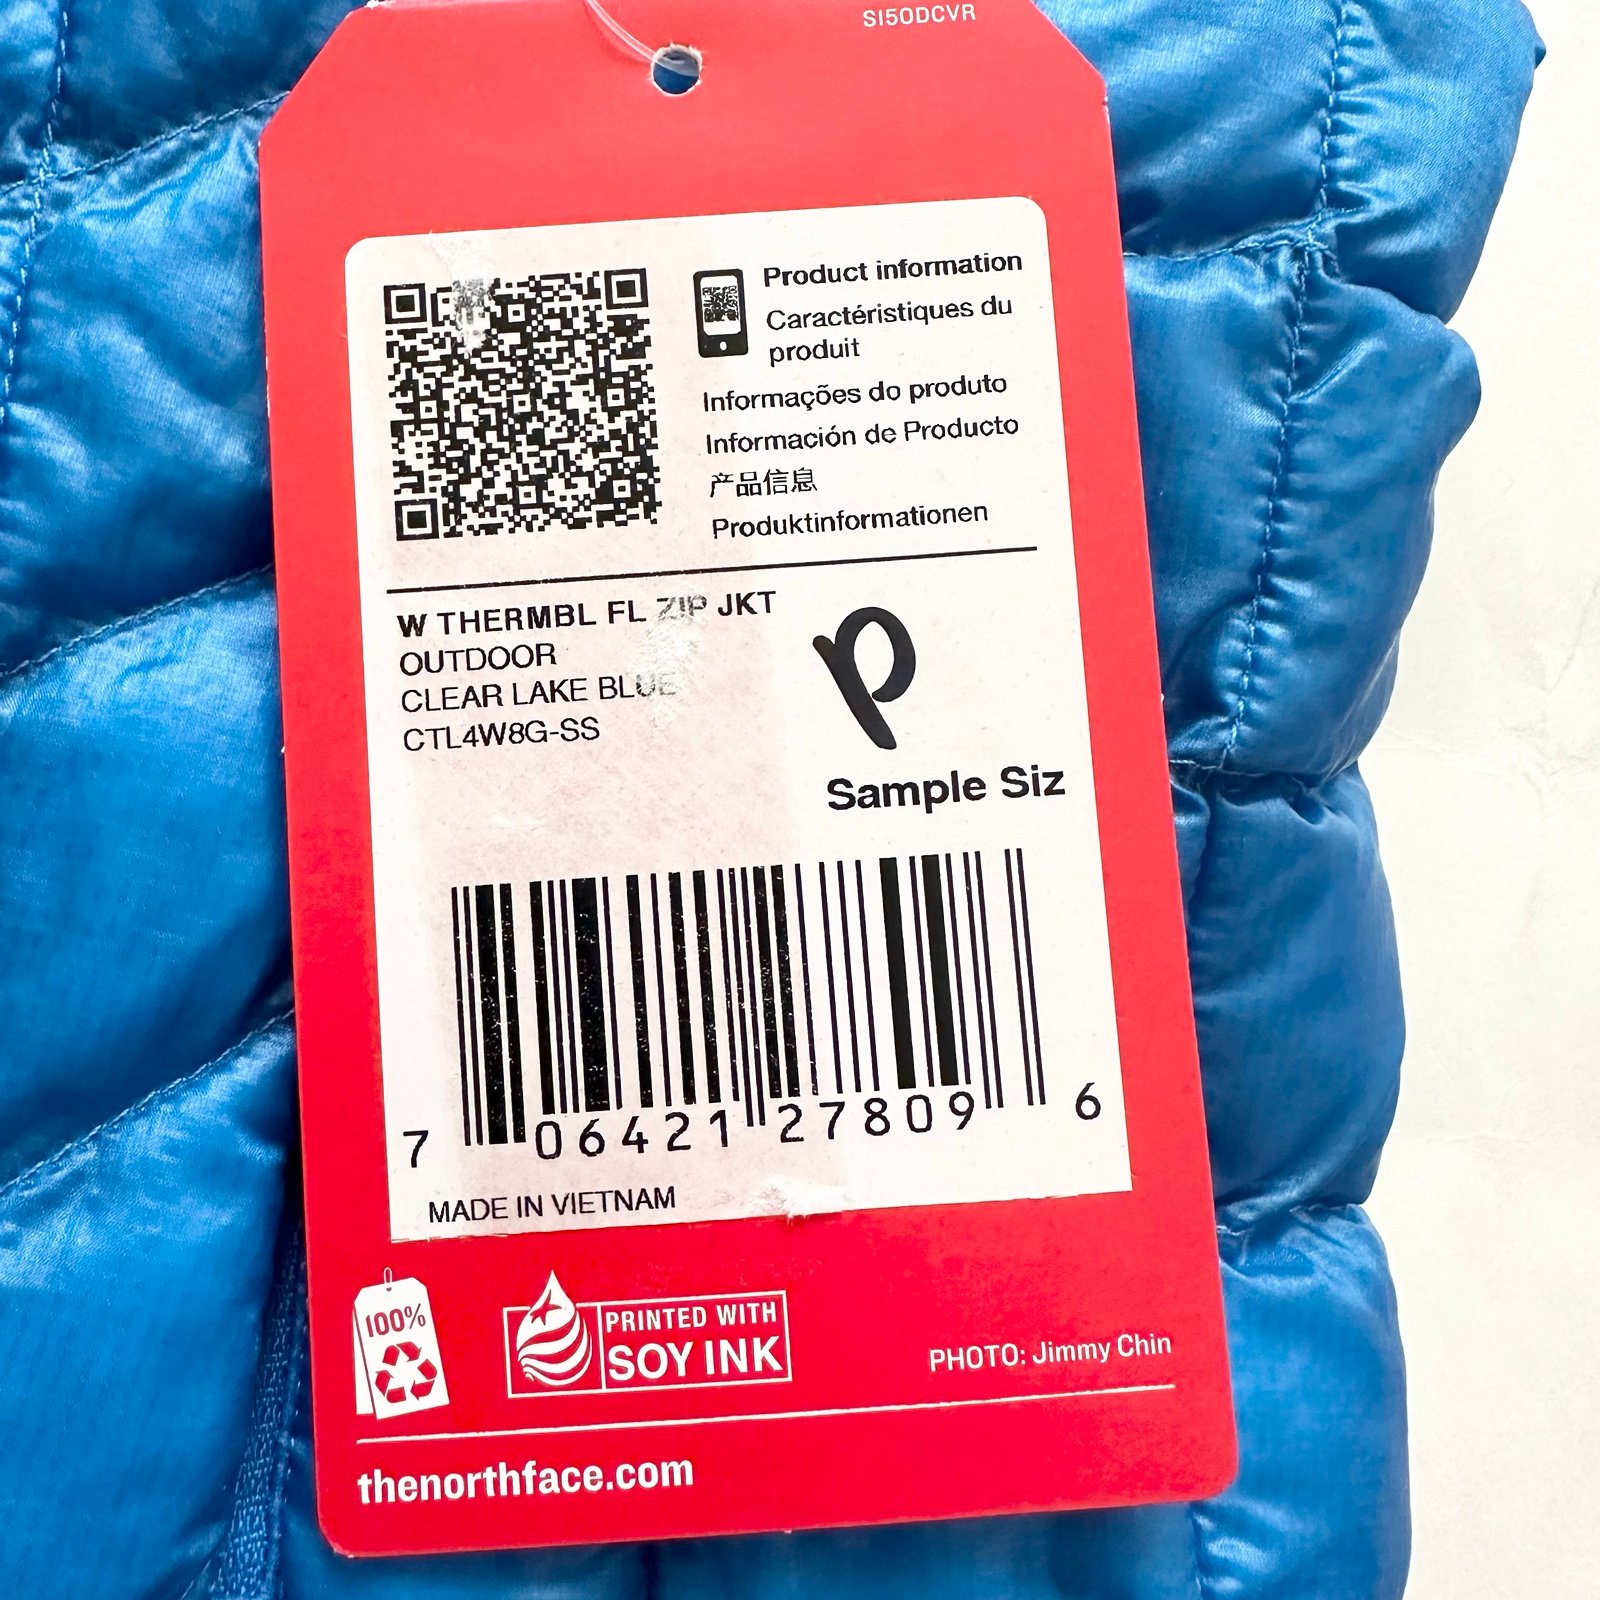 SI50DCVR
Product information
Caractéristiques du
produit
Informações do produto
Información de Producto
产品信息
Produktinformationen
W THERMBL FL ZIP JKT
OUTDOOR
CLEAR LAKE BLUE
CTL4W8G-SS
p
Sample Siz
7 06421 27809 6
MADE IN VIETNAM
100%
PRINTED WITH
SOY INK
PHOTO: Jimmy Chin
thenorthface.com